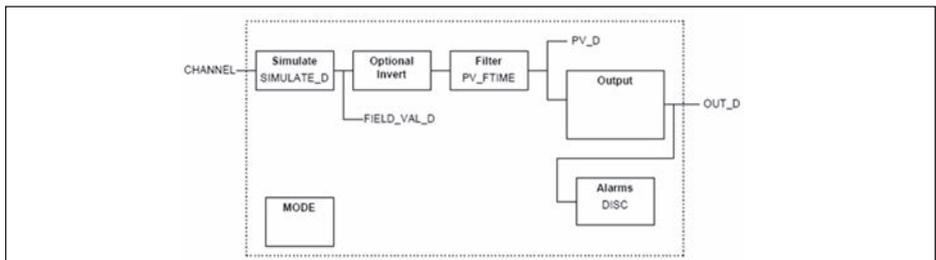 PV_D
Simulate
SIMULATE_D
Optional
Invert
Filter
PV_FTIME
Output
CHANNEL
OUT_D
FIELD_VAL_D
Alarms
DISC
MODE